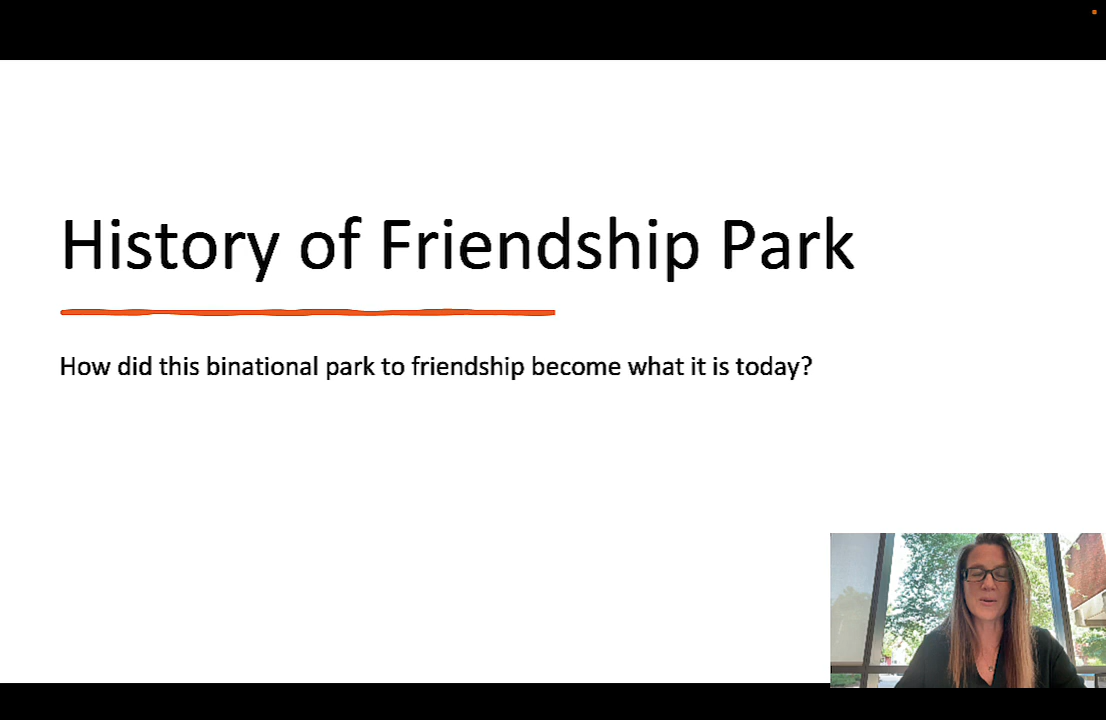 History of Friendship Park
How did this binational park to friendship become what it is today?